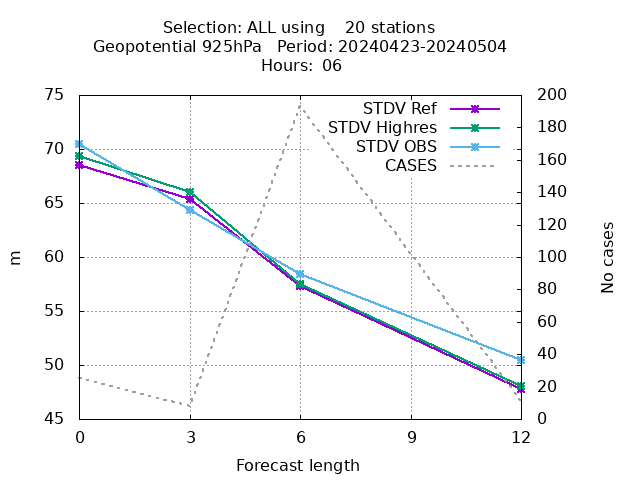 Selection: ALL using    20 stations
Geopotential 925hPa   Period: 20240423-20240504
Hours: 06
STDV Ref
STDV Highres
STDV OBS
CASES
75
70
65
60
55
50
45
m
200
180
160
140
120
100
80
60
40
20
0
No cases
0 3 6 9 12
Forecast length